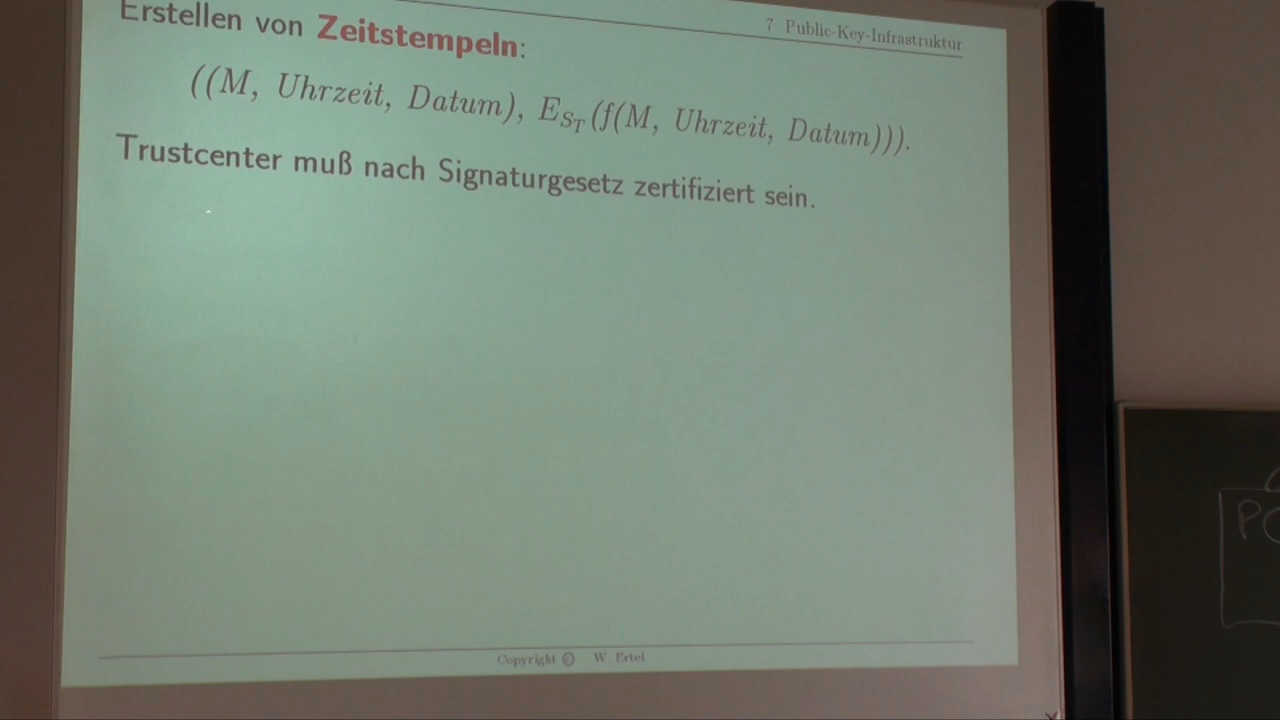 7 Public-Key-Infrastruktur
Erstellen von Zeitstempeln:
((M, Uhrzeit, Datum), E_{S_T}(f(M, Uhrzeit, Datum))).
Trustcenter muß nach Signaturgesetz zertifiziert sein.
Copyright © W. Ertel